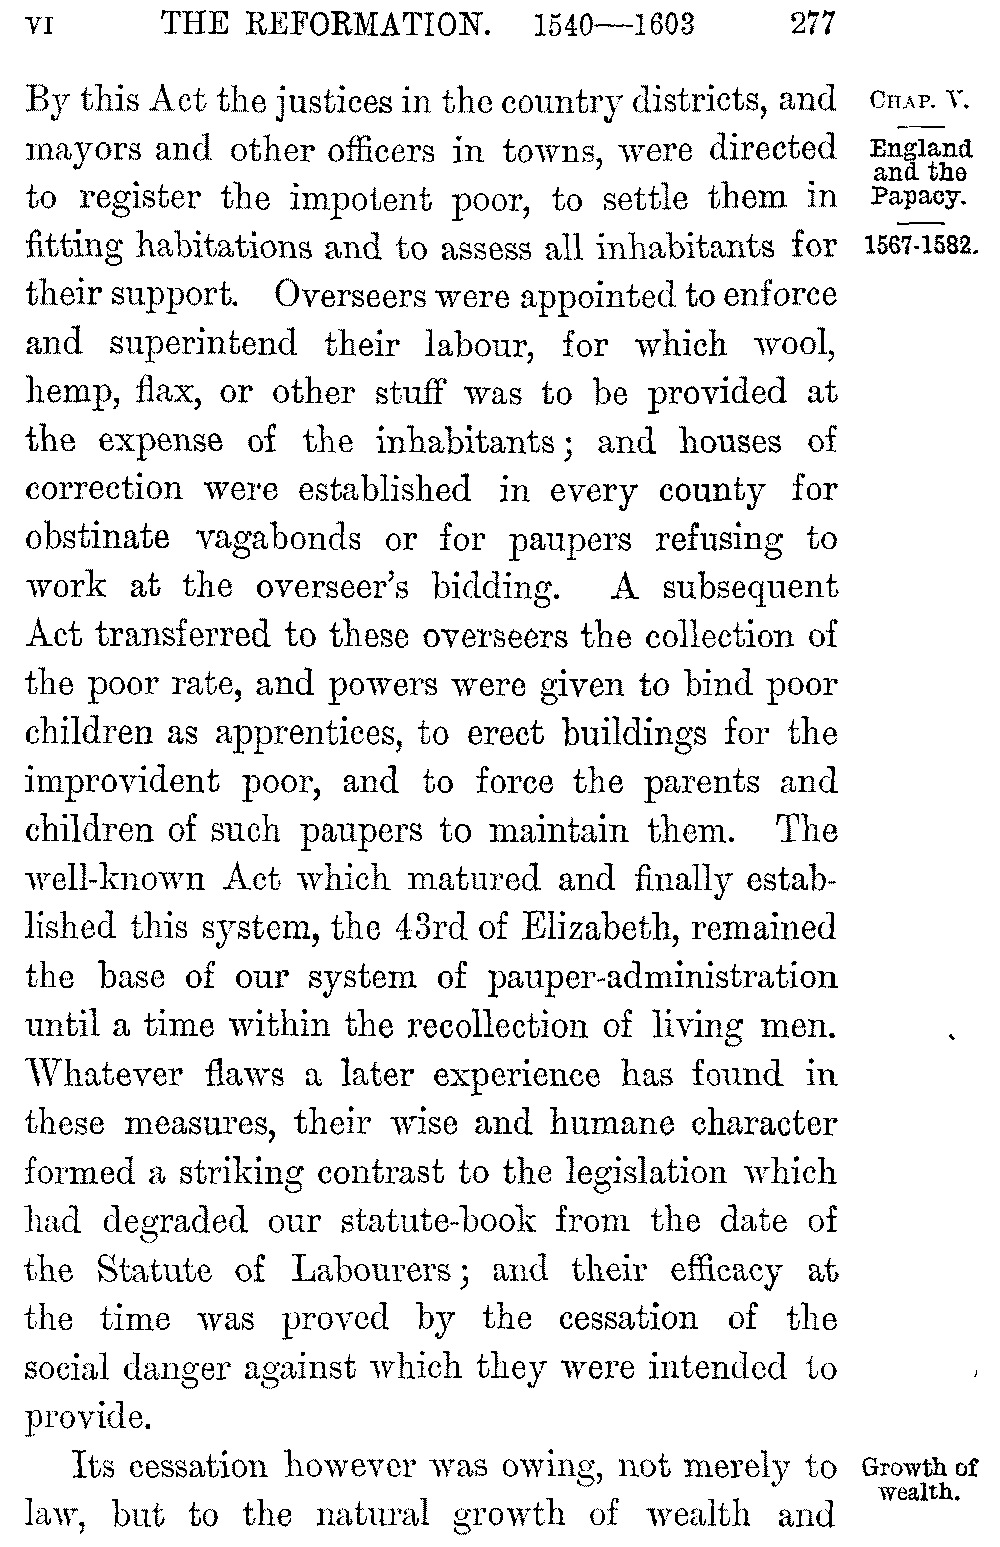 VI THE REFORMATION. 1540—1603 277
By this Act the justices in the country districts, and
mayors and other officers in towns, were directed
to register the impotent poor, to settle them in
fitting habitations and to assess all inhabitants for
their support. Overseers were appointed to enforce
and superintend their labour, for which wool,
hemp, flax, or other stuff was to be provided at
the expense of the inhabitants; and houses of
correction were established in every county for
obstinate vagabonds or for paupers refusing to
work at the overseer's bidding. A subsequent
Act transferred to these overseers the collection of
the poor rate, and powers were given to bind poor
children as apprentices, to erect buildings for the
improvident poor, and to force the parents and
children of such paupers to maintain them. The
well-known Act which matured and finally estab-
lished this system, the 43rd of Elizabeth, remained
the base of our system of pauper-administration
until a time within the recollection of living men.
Whatever flaws a later experience has found in
these measures, their wise and humane character
formed a striking contrast to the legislation which
had degraded our statute-book from the date of
the Statute of Labourers; and their efficacy at
the time was proved by the cessation of the
social danger against which they were intended to
provide.
Its cessation however was owing, not merely to
law, but to the natural growth of wealth and
CHAP. V.
England
and the
Papacy.
1567-1582.
Growth of
wealth.